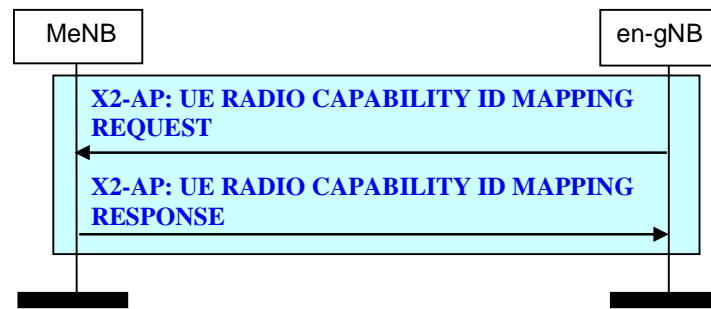 MeNB
en-gNB
X2-AP: UE RADIO CAPABILITY ID MAPPING
REQUEST
X2-AP: UE RADIO CAPABILITY ID MAPPING
RESPONSE